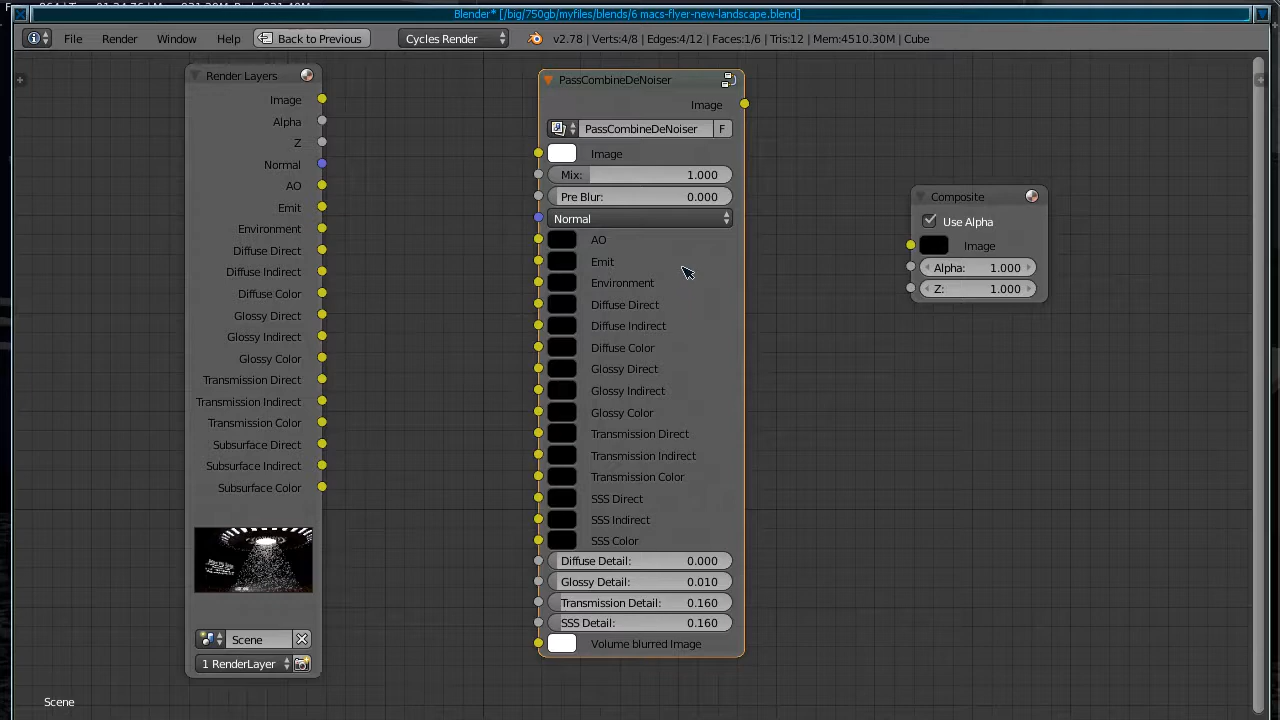 Blender* [/big/750gb/myfiles/blends/6 macs-flyer-new-landscape.blend]
File Render Window Help Back to Previous Cycles Render v2.78 | Verts:4/8 | Edges:4/12 | Faces:1/6 | Tris:12 | Mem:4510.30M | Cube
Render Layers
Image
Alpha
Z
Normal
AO
Emit
Environment
Diffuse Direct
Diffuse Indirect
Diffuse Color
Glossy Direct
Glossy Indirect
Glossy Color
Transmission Direct
Transmission Indirect
Transmission Color
Subsurface Direct
Subsurface Indirect
Subsurface Color
Scene
1 RenderLayer
PassCombineDeNoiser
Image
PassCombineDeNoiser F
Image
Mix: 1.000
Pre Blur: 0.000
Normal
AO
Emit
Environment
Diffuse Direct
Diffuse Indirect
Diffuse Color
Glossy Direct
Glossy Indirect
Glossy Color
Transmission Direct
Transmission Indirect
Transmission Color
SSS Direct
SSS Indirect
SSS Color
Diffuse Detail: 0.000
Glossy Detail: 0.010
Transmission Detail: 0.160
SSS Detail: 0.160
Volume blurred Image
Composite
Use Alpha
Image
Alpha: 1.000
Z: 1.000
Scene